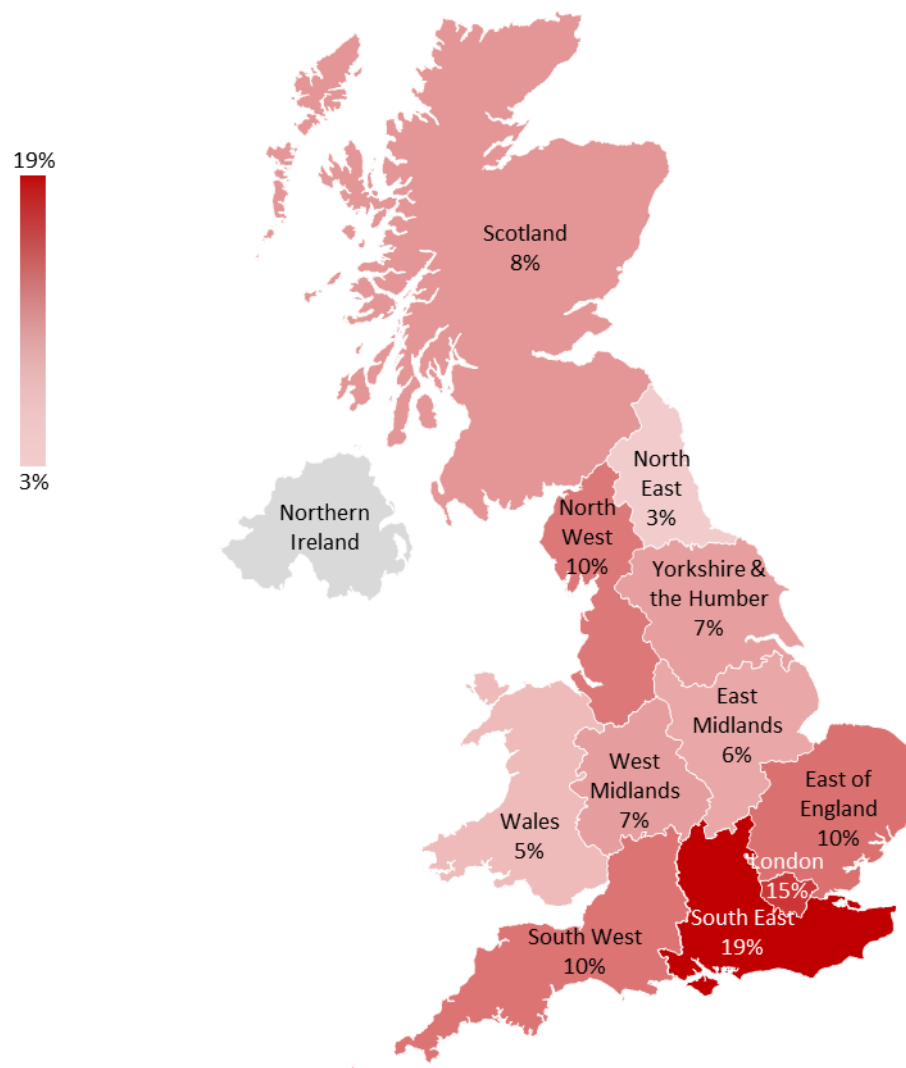 19%
3%
Scotland
8%
Northern
Ireland
North
East
3%
North
West
10%
Yorkshire &
the Humber
7%
East
Midlands
6%
West
Midlands
7%
Wales
5%
East of
England
10%
London
15%
South East
19%
South West
10%